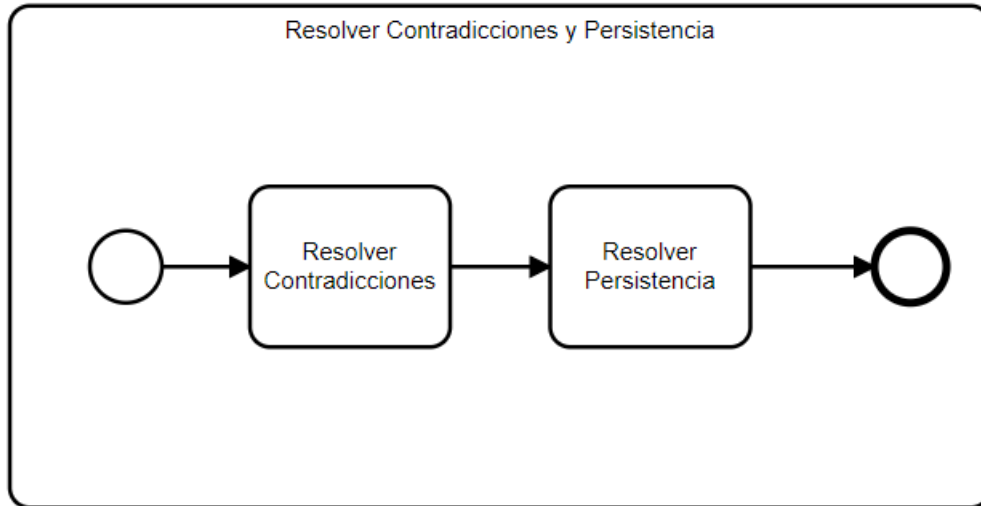 Resolver Contradicciones y Persistencia
Resolver
Contradicciones
Resolver
Persistencia